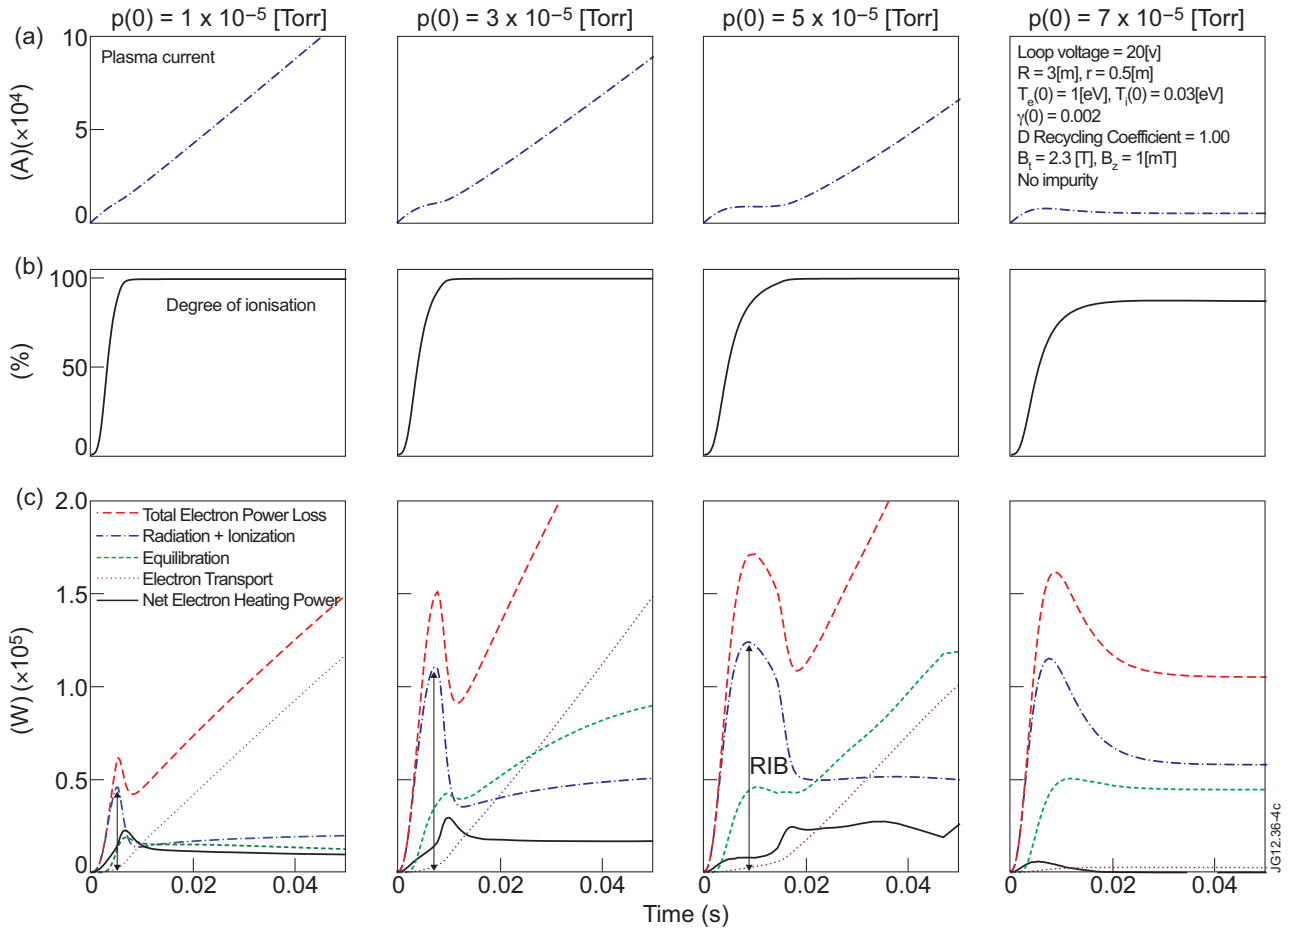 p(0) = 1 x 10⁻⁵ [Torr]
p(0) = 3 x 10⁻⁵ [Torr]
p(0) = 5 x 10⁻⁵ [Torr]
p(0) = 7 x 10⁻⁵ [Torr]
(a)
10
5
0
(A)(×10⁴)
Plasma current
Loop voltage = 20[v]
R = 3[m], r = 0.5[m]
Tₑ(0) = 1[eV], Tᵢ(0) = 0.03[eV]
γ(0) = 0.002
D Recycling Coefficient = 1.00
Bₜ = 2.3 [T], B_z = 1[mT]
No impurity
(b)
100
50
0
(%)
Degree of ionisation
(c)
2.0
1.5
1.0
0.5
0
(W) (×10⁵)
Total Electron Power Loss
Radiation + Ionization
Equilibration
Electron Transport
Net Electron Heating Power
RIB
JG12.36-4c
0 0.02 0.04
0 0.02 0.04
0 0.02 0.04
0 0.02 0.04
Time (s)